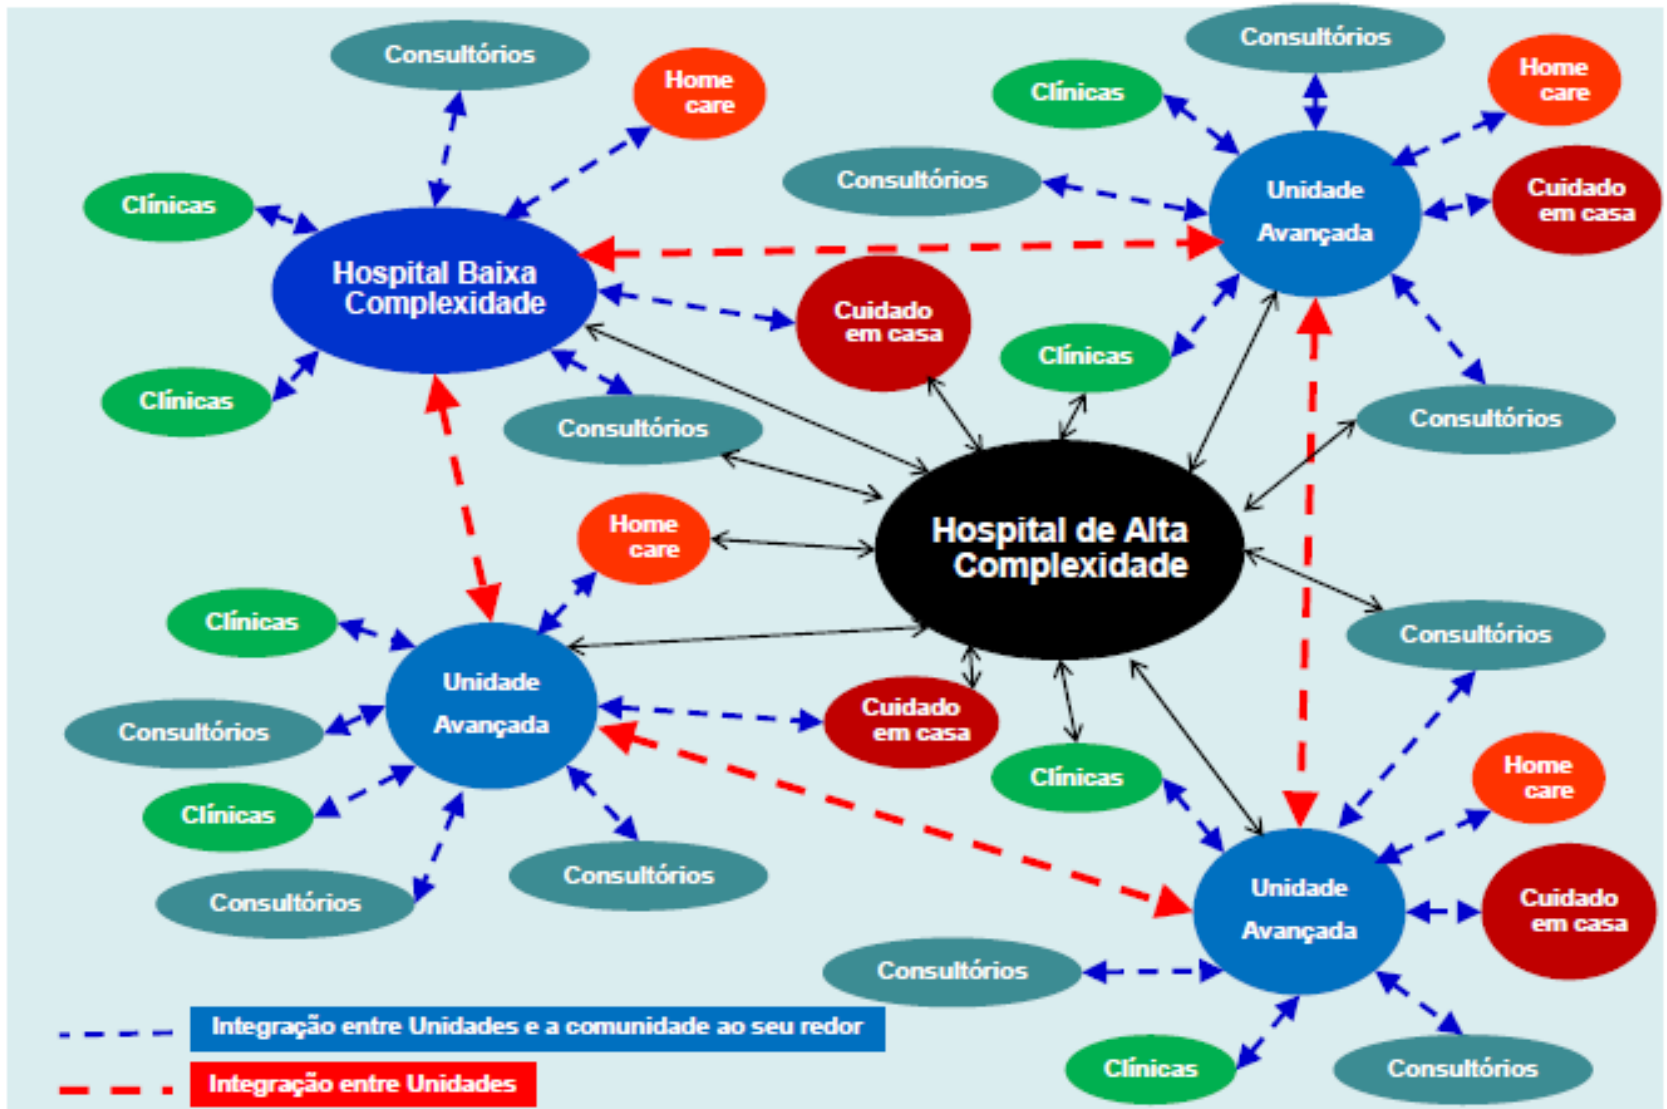 Consultórios
Consultórios
Home
care
Home
care
Clínicas
Consultórios
Clínicas
Unidade
Avançada
Cuidado
em casa
Hospital Baixa
Complexidade
Cuidado
em casa
Clínicas
Clínicas
Consultórios
Consultórios
Home
care
Hospital de Alta
Complexidade
Clínicas
Consultórios
Unidade
Avançada
Cuidado
em casa
Consultórios
Clínicas
Home
care
Clínicas
Consultórios
Consultórios
Unidade
Avançada
Cuidado
em casa
Consultórios
Clínicas
Consultórios
Integração entre Unidades e a comunidade ao seu redor
Integração entre Unidades